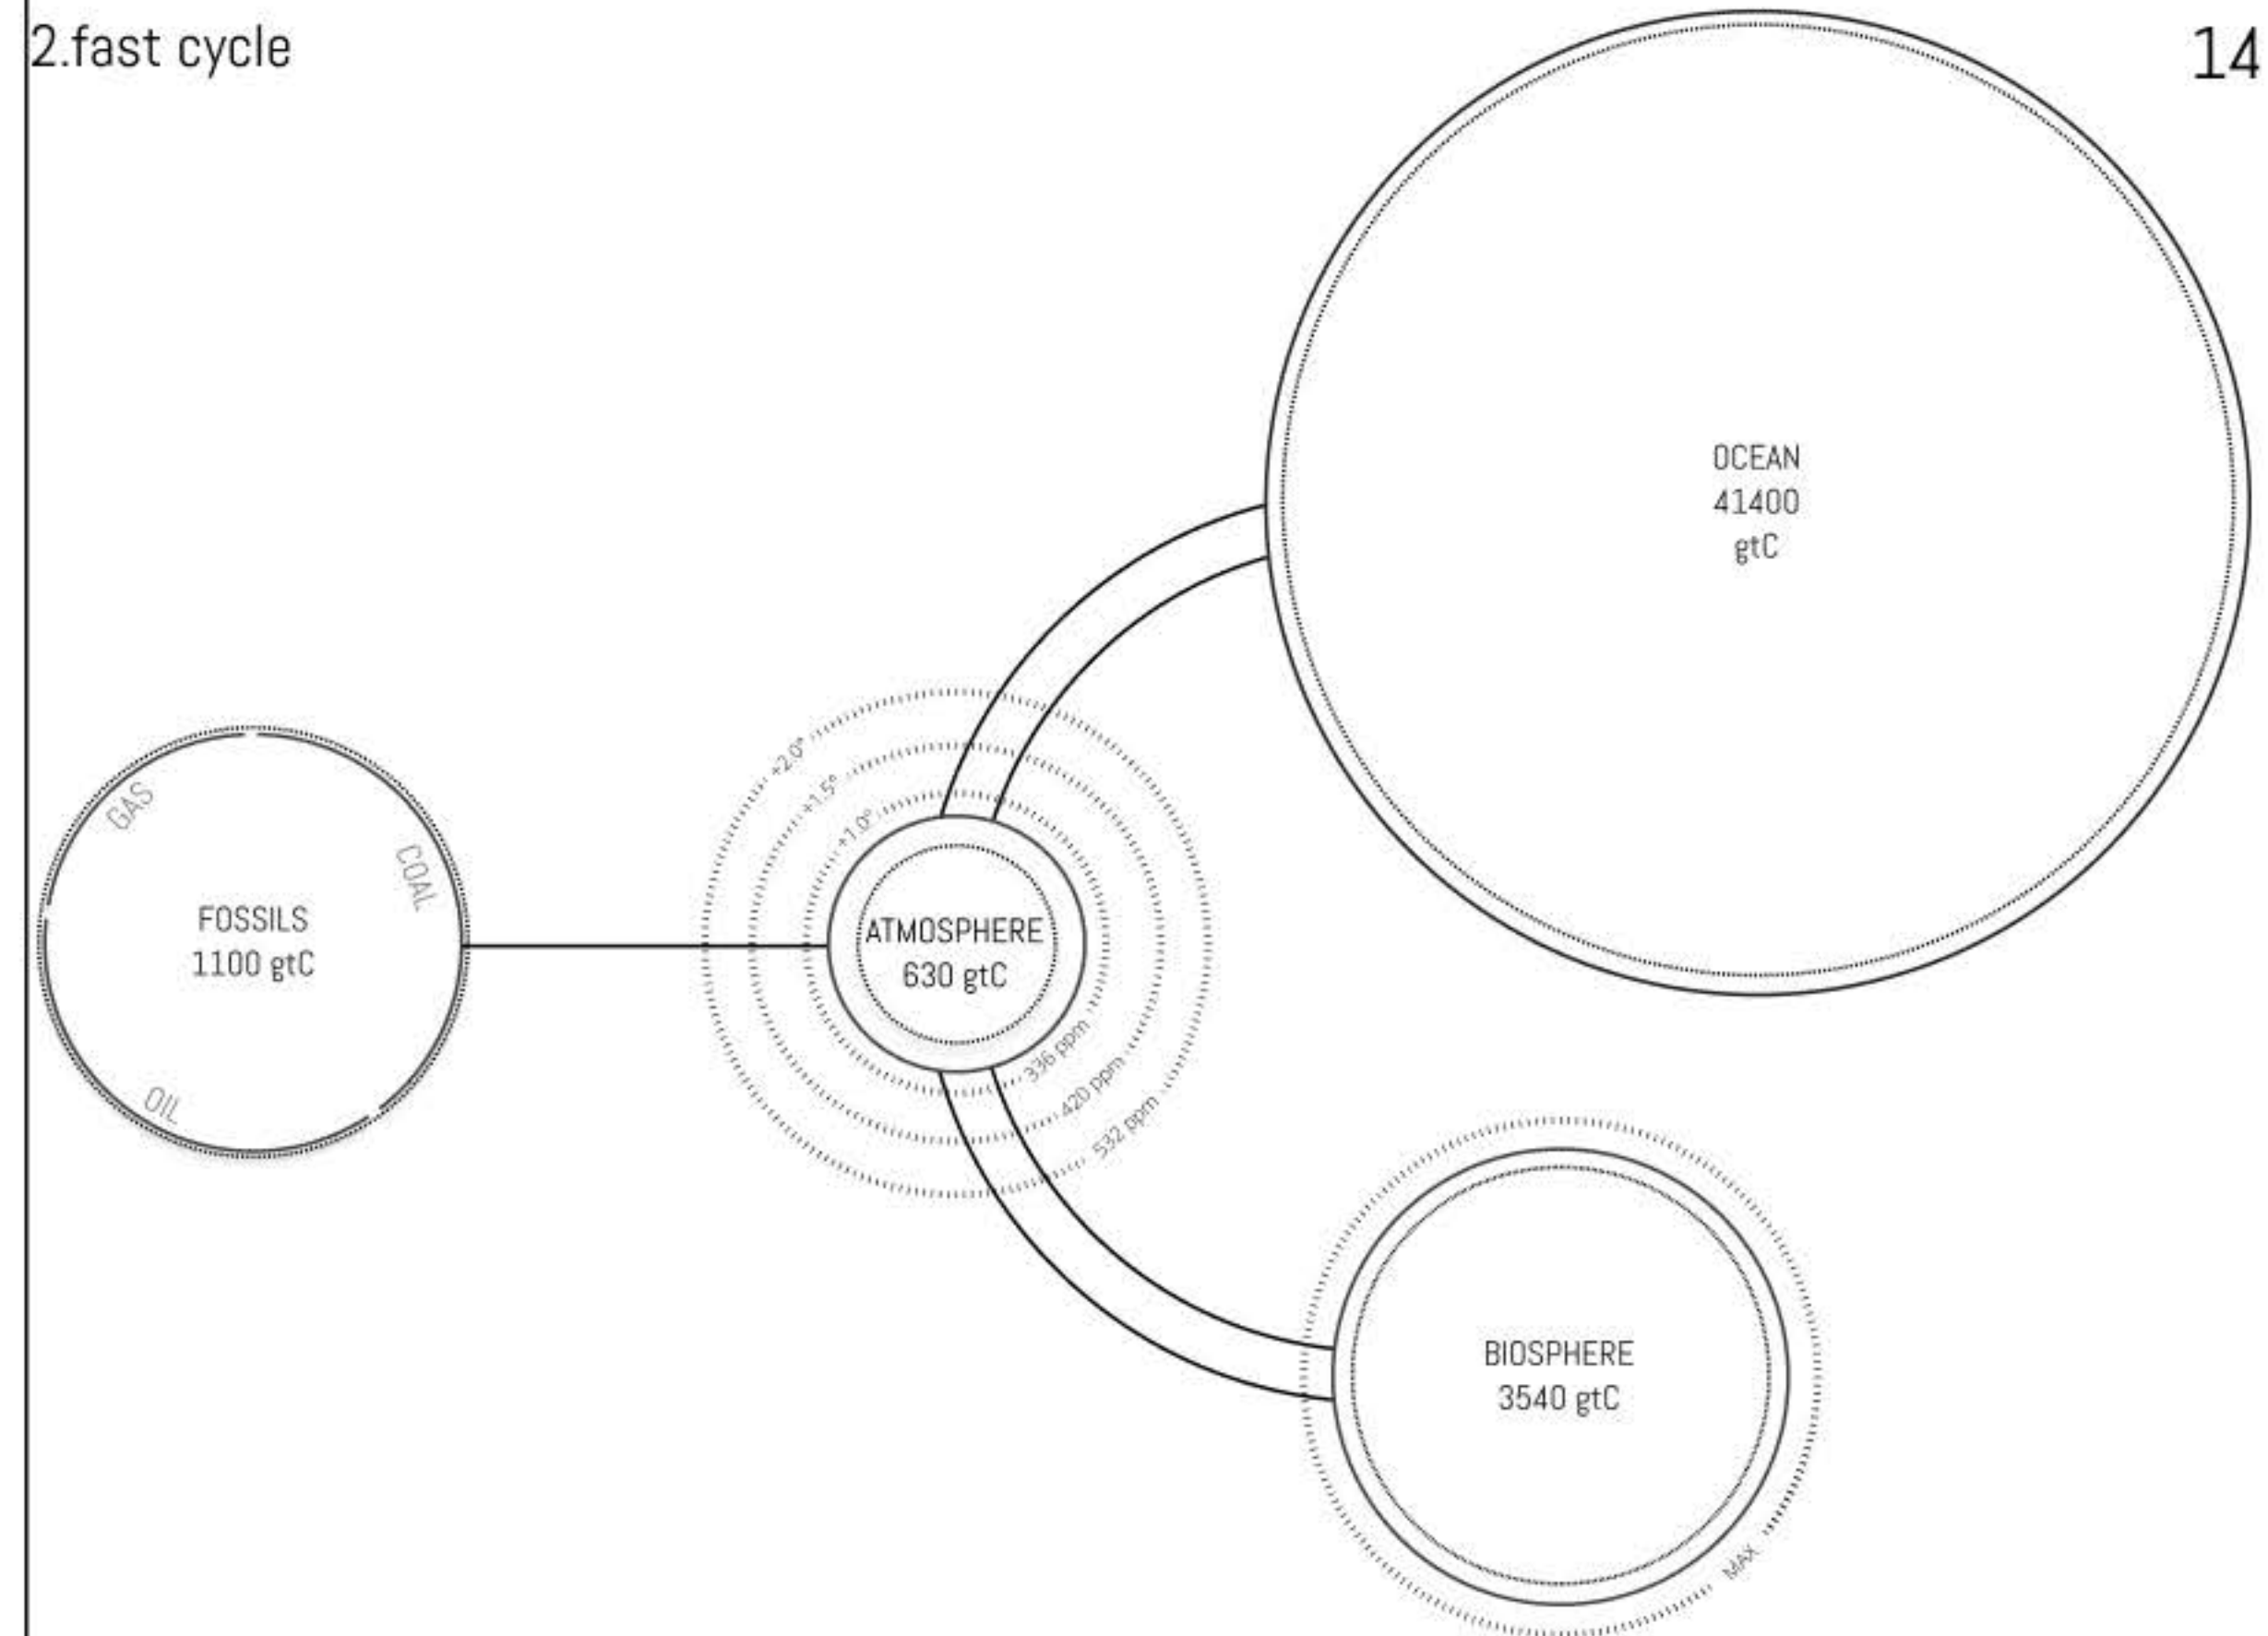 2.fast cycle
14
OCEAN
41400
gtC
+2.0°
+1.5°
+1.0°
GAS
COAL
FOSSILS
1100 gtC
OIL
ATMOSPHERE
630 gtC
336 ppm
420 ppm
532 ppm
BIOSPHERE
3540 gtC
MAX